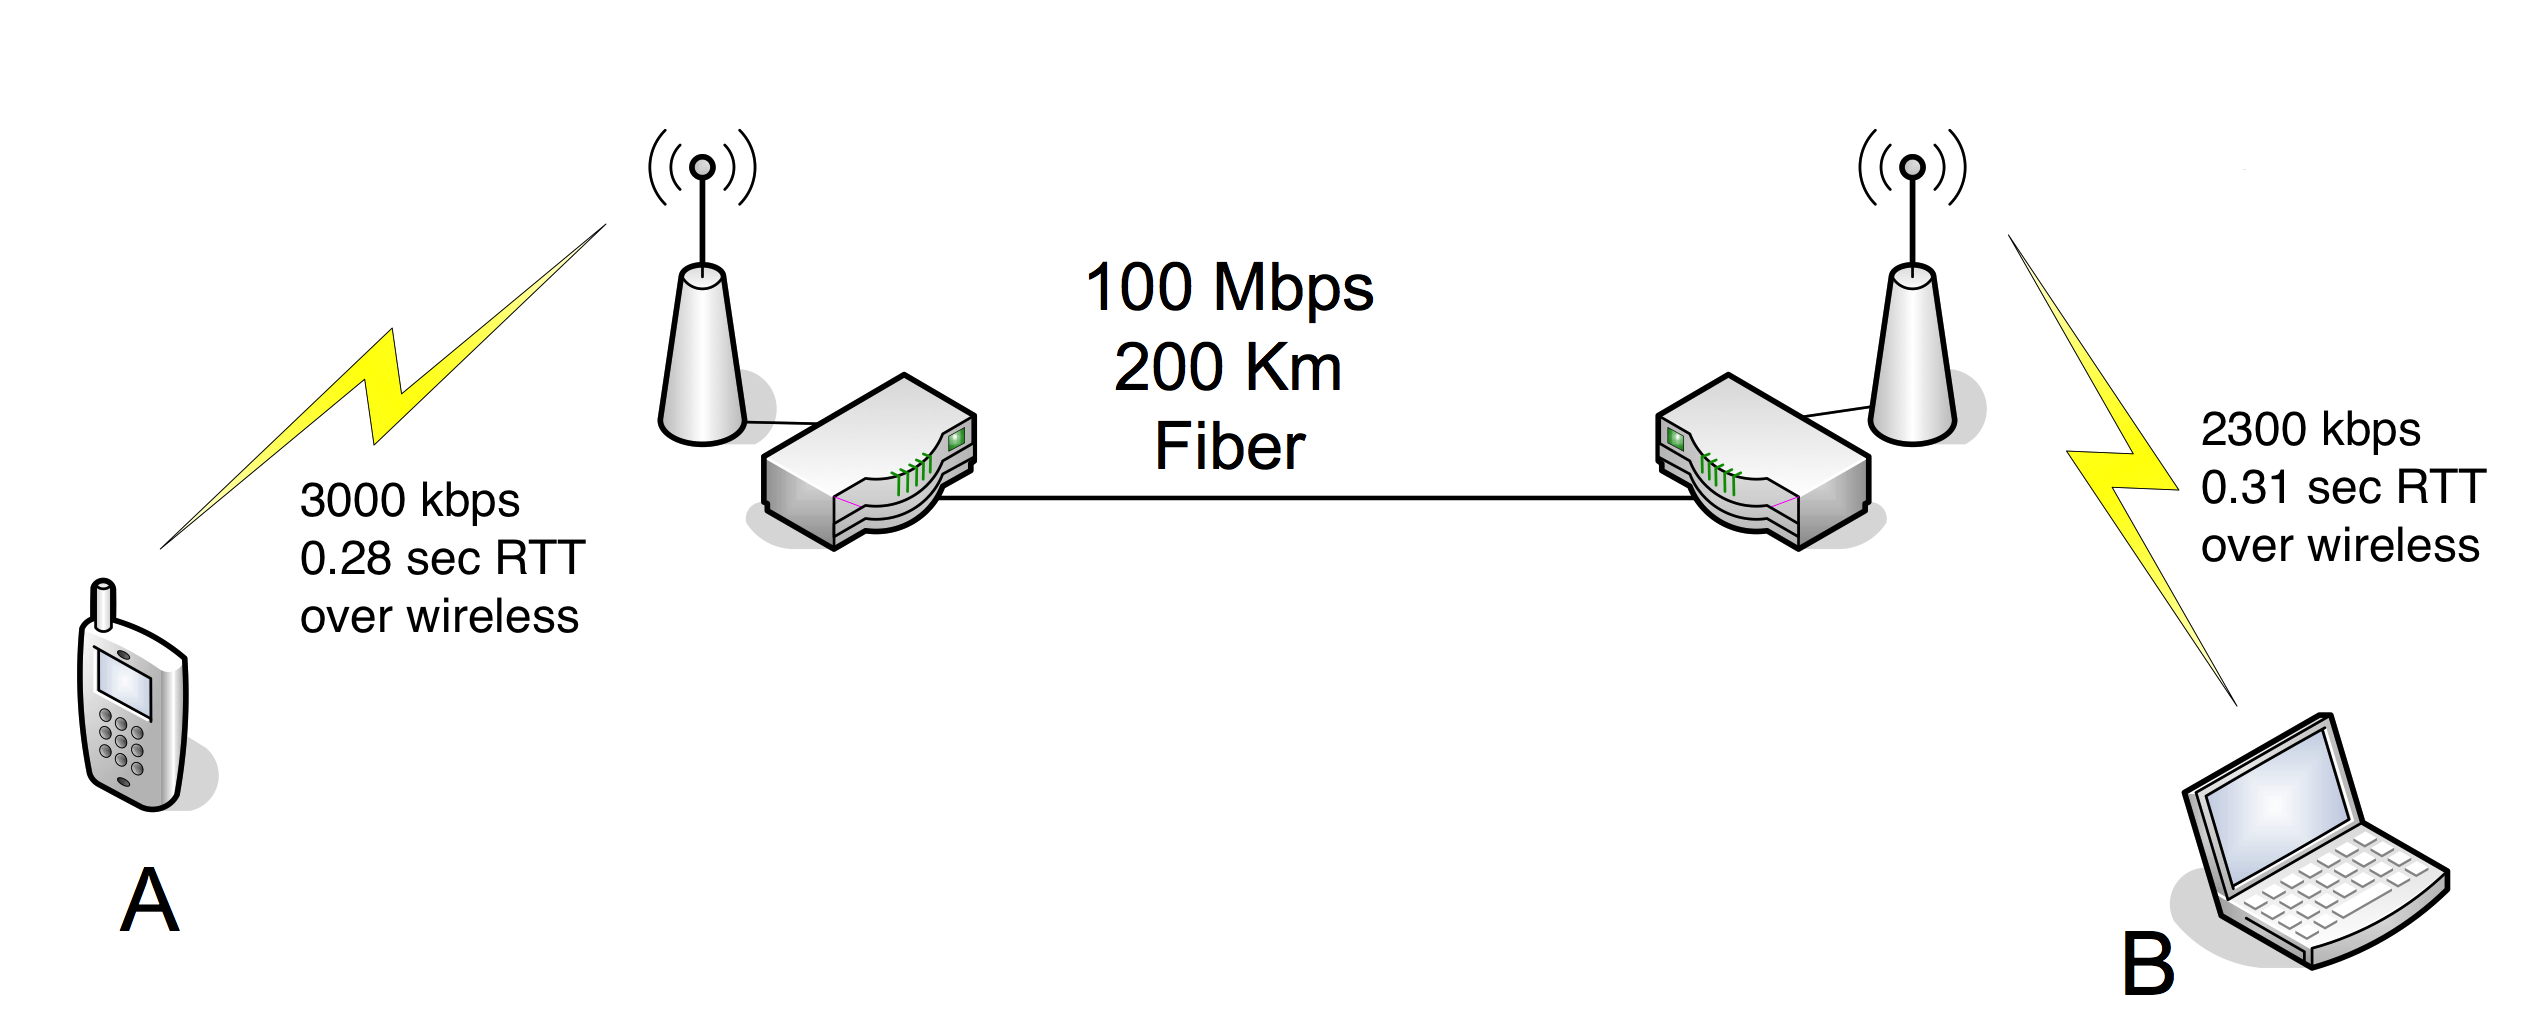 100 Mbps
200 Km
Fiber
3000 kbps
0.28 sec RTT
over wireless
2300 kbps
0.31 sec RTT
over wireless
A
B